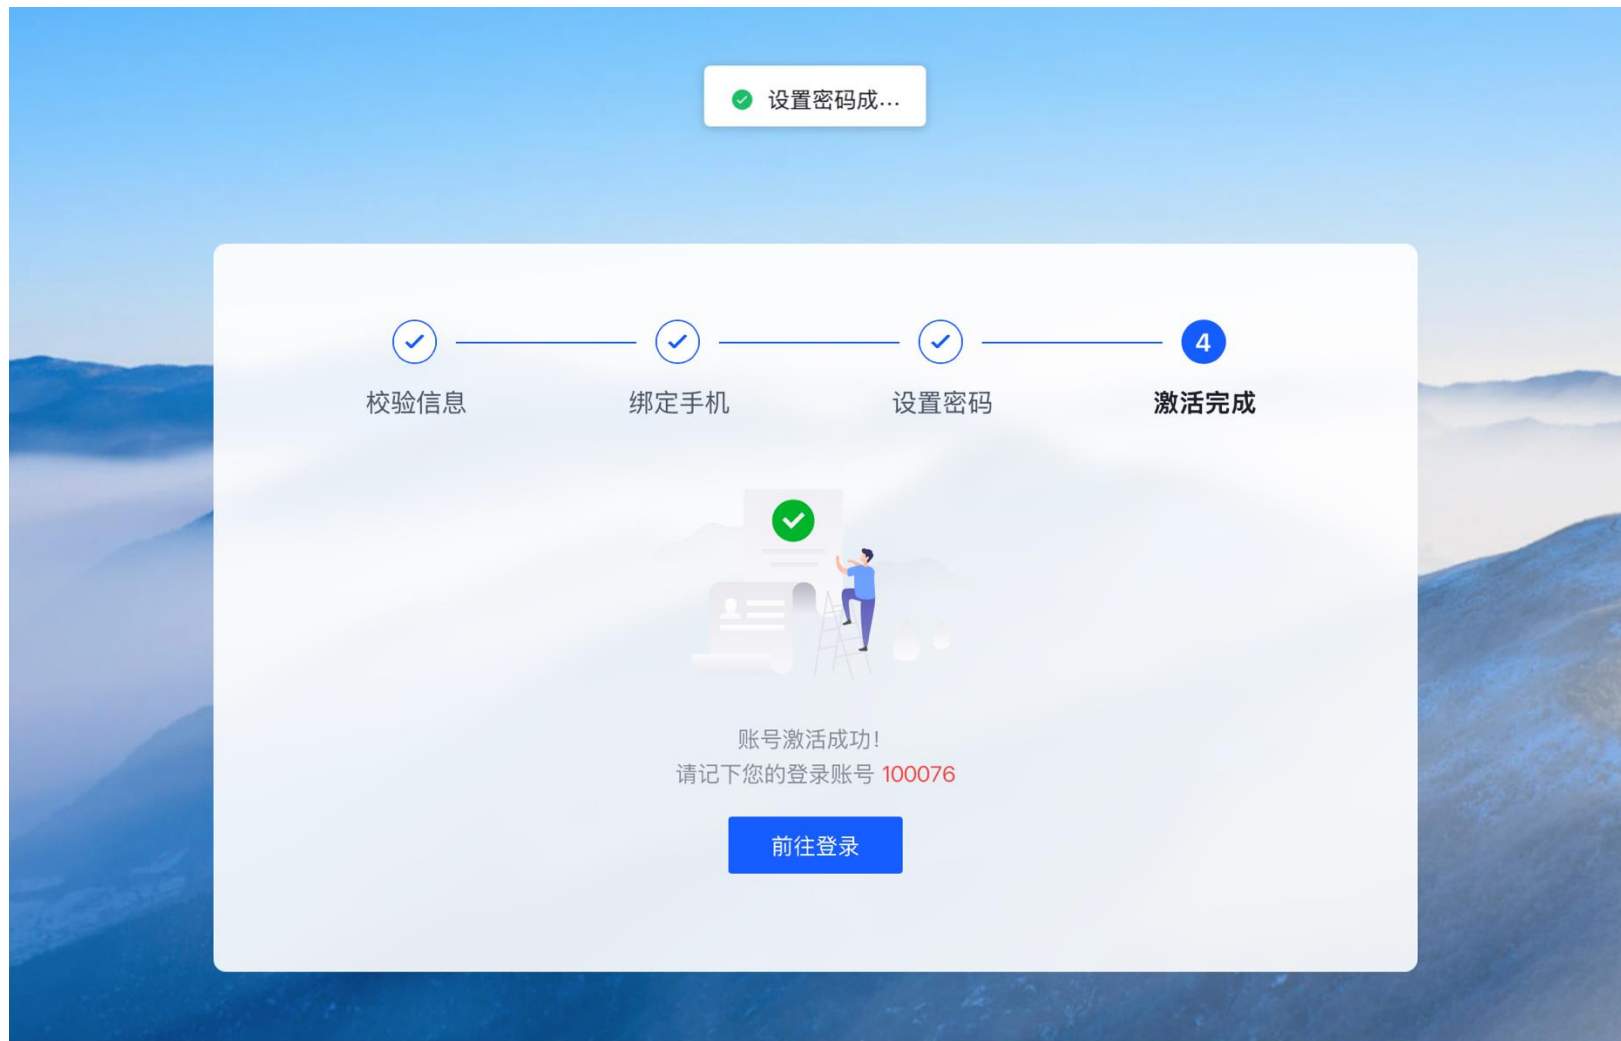 设置密码成...
校验信息
绑定手机
设置密码
4
激活完成
账号激活成功!
请记下您的登录账号 100076
前往登录